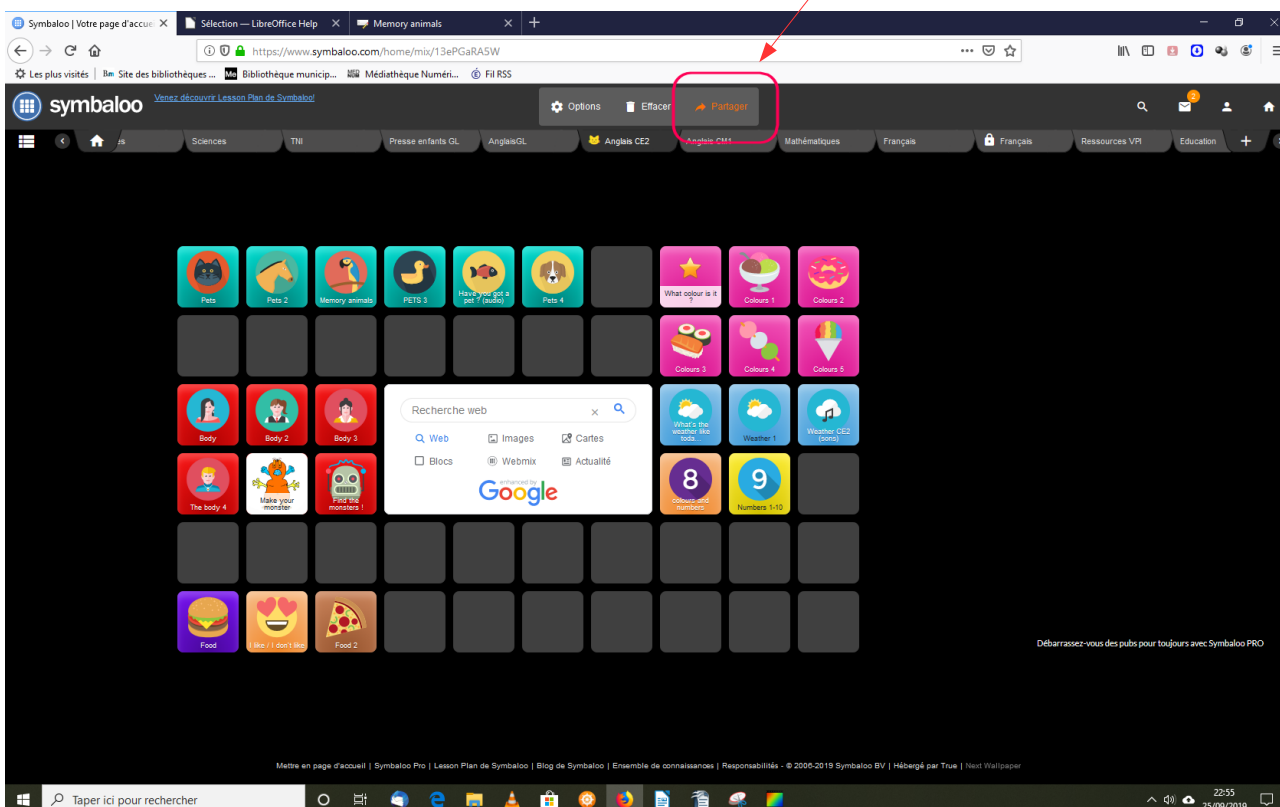 Symbaloo | Votre page d'accue
Sélection — LibreOffice Help
Memory animals
https://www.symbaloo.com/home/mix/13ePGaRA5W
Les plus visités
Site des bibliothèques ...
Bibliothèque municip...
Médiathèque Numéri...
Fil RSS
symbaloo
Venez découvrir Lesson Plan de Symbaloo!
Options
Effacer
Partager
2
Sciences
TNI
Presse enfants GL
AnglaisGL
Anglais CE2
Anglais CM1
Mathématiques
Français
Français
Ressources VPI
Education
Pets
Pets 2
Memory animals
PETS 3
Have you got a
pet ? (audio)
Pets 4
What colour is it
?
Colours 1
Colours 2
Colours 3
Colours 4
Colours 5
Body
Body 2
Body 3
Recherche web
Web
Images
Cartes
Blocs
Webmix
Actualité
enhanced by
Google
What's the
weather like
toda...
Weather 1
Weather CE2
(sons)
The body 4
Make your
monster
Find the
monsters !
8
colours and
numbers
9
Numbers 1-10
Food
I like / I don't like
Food 2
Débarrassez-vous des pubs pour toujours avec Symbaloo PRO
Mettre en page d'accueil | Symbaloo Pro | Lesson Plan de Symbaloo | Blog de Symbaloo | Ensemble de connaissances | Responsabilités - © 2006-2019 Symbaloo BV | Hébergé par True | Next Wallpaper
Taper ici pour rechercher
22:55
25/09/2019